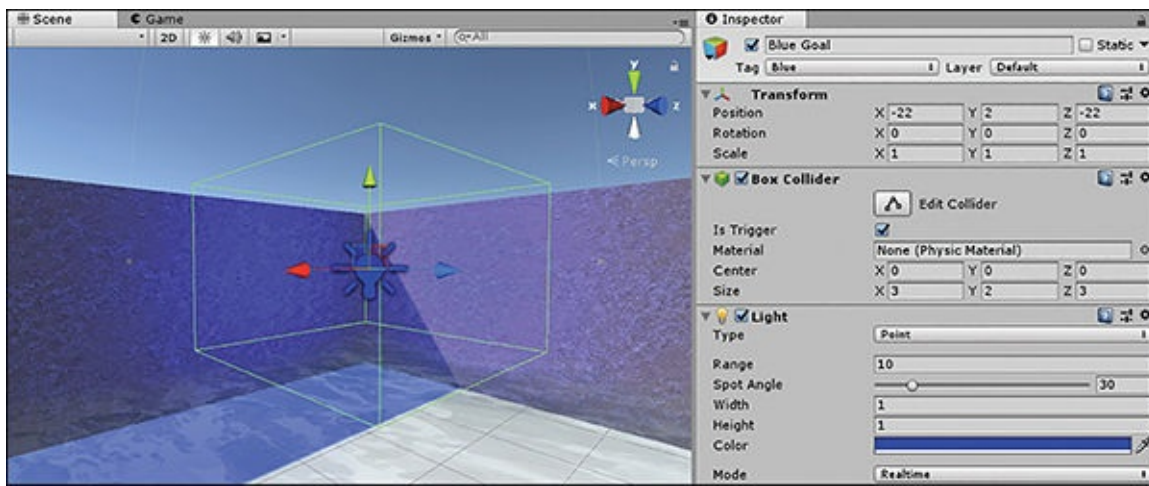 Scene
Game
2D
Gizmos
All
y
x
z
Persp
Inspector
Blue Goal
Static
Tag Blue Layer Default
Transform
Position X -22 Y 2 Z -22
Rotation X 0 Y 0 Z 0
Scale X 1 Y 1 Z 1
Box Collider
Edit Collider
Is Trigger
Material None (Physic Material)
Center X 0 Y 0 Z 0
Size X 3 Y 2 Z 3
Light
Type Point
Range 10
Spot Angle 30
Width 1
Height 1
Color
Mode Realtime